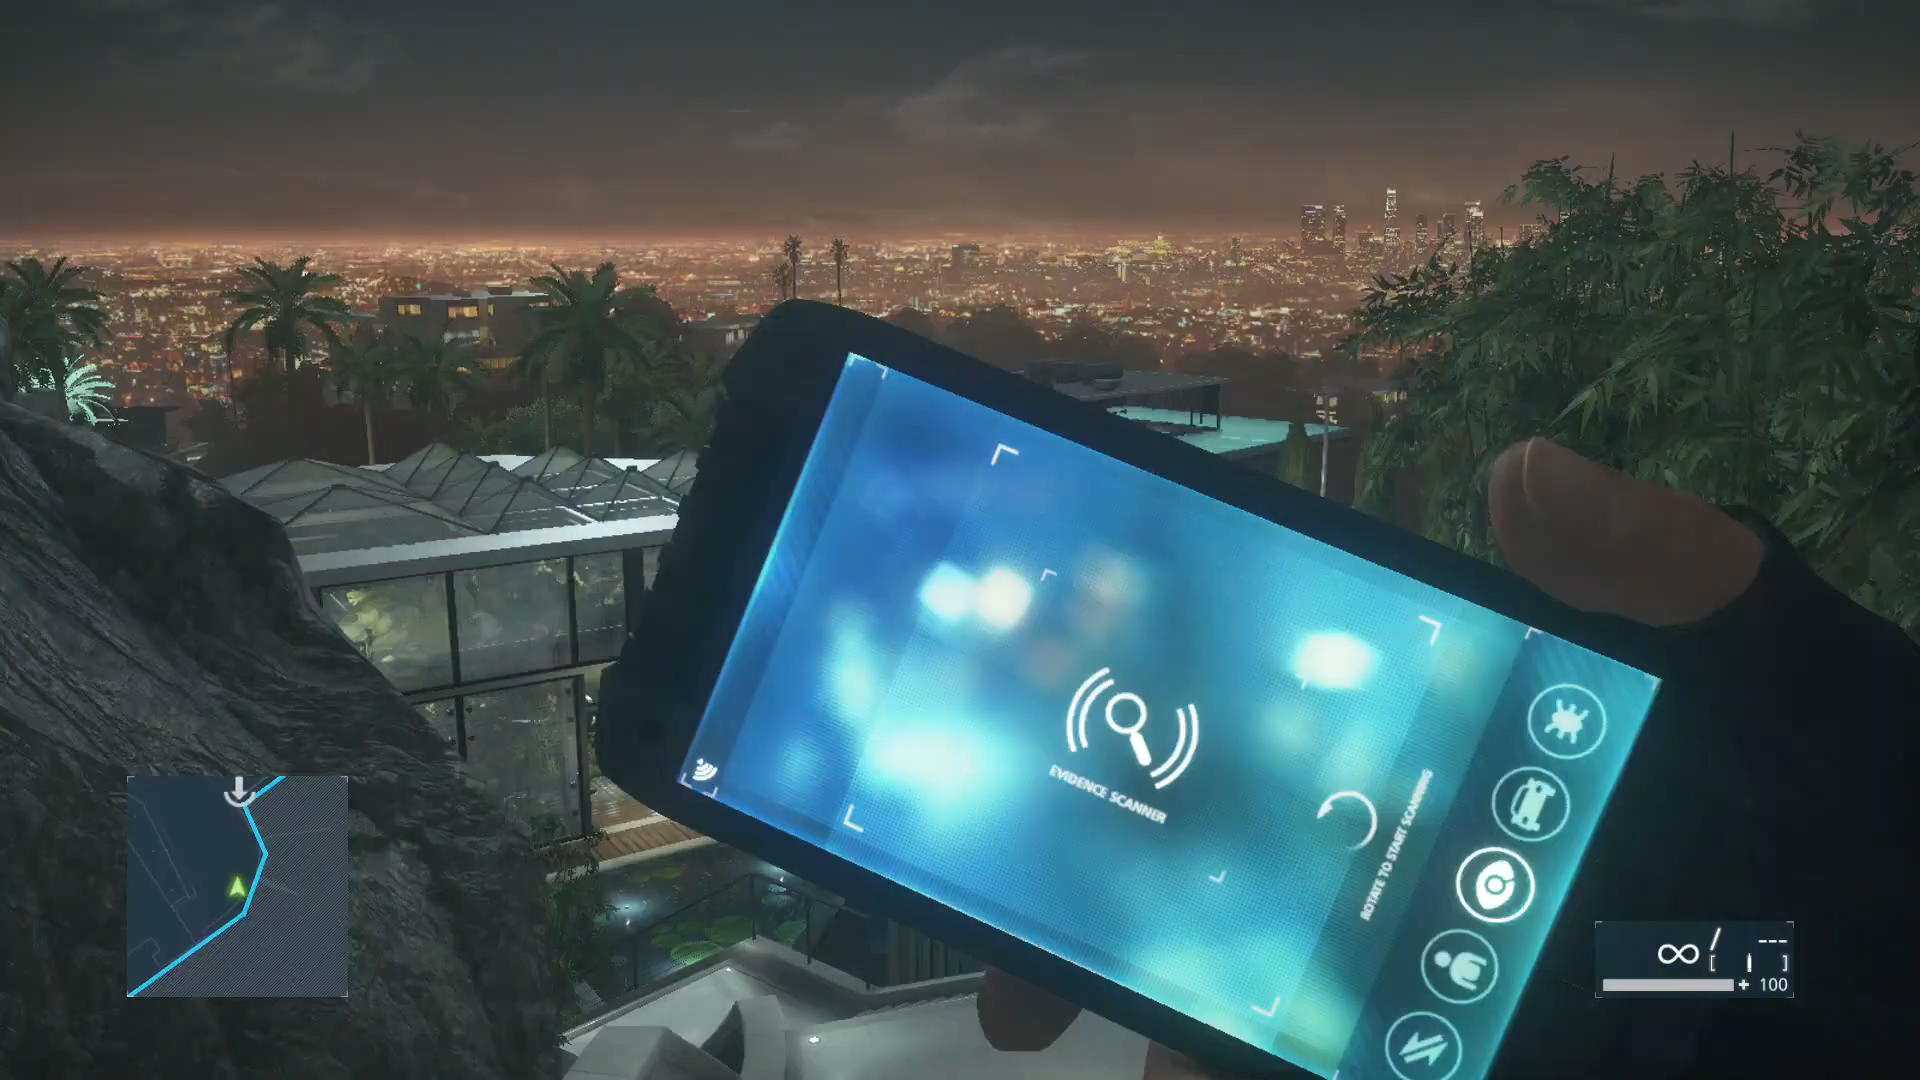 EVIDENCE SCANNER
ROTATE TO START SCANNING
∞ / ---
[ ]
+ 100